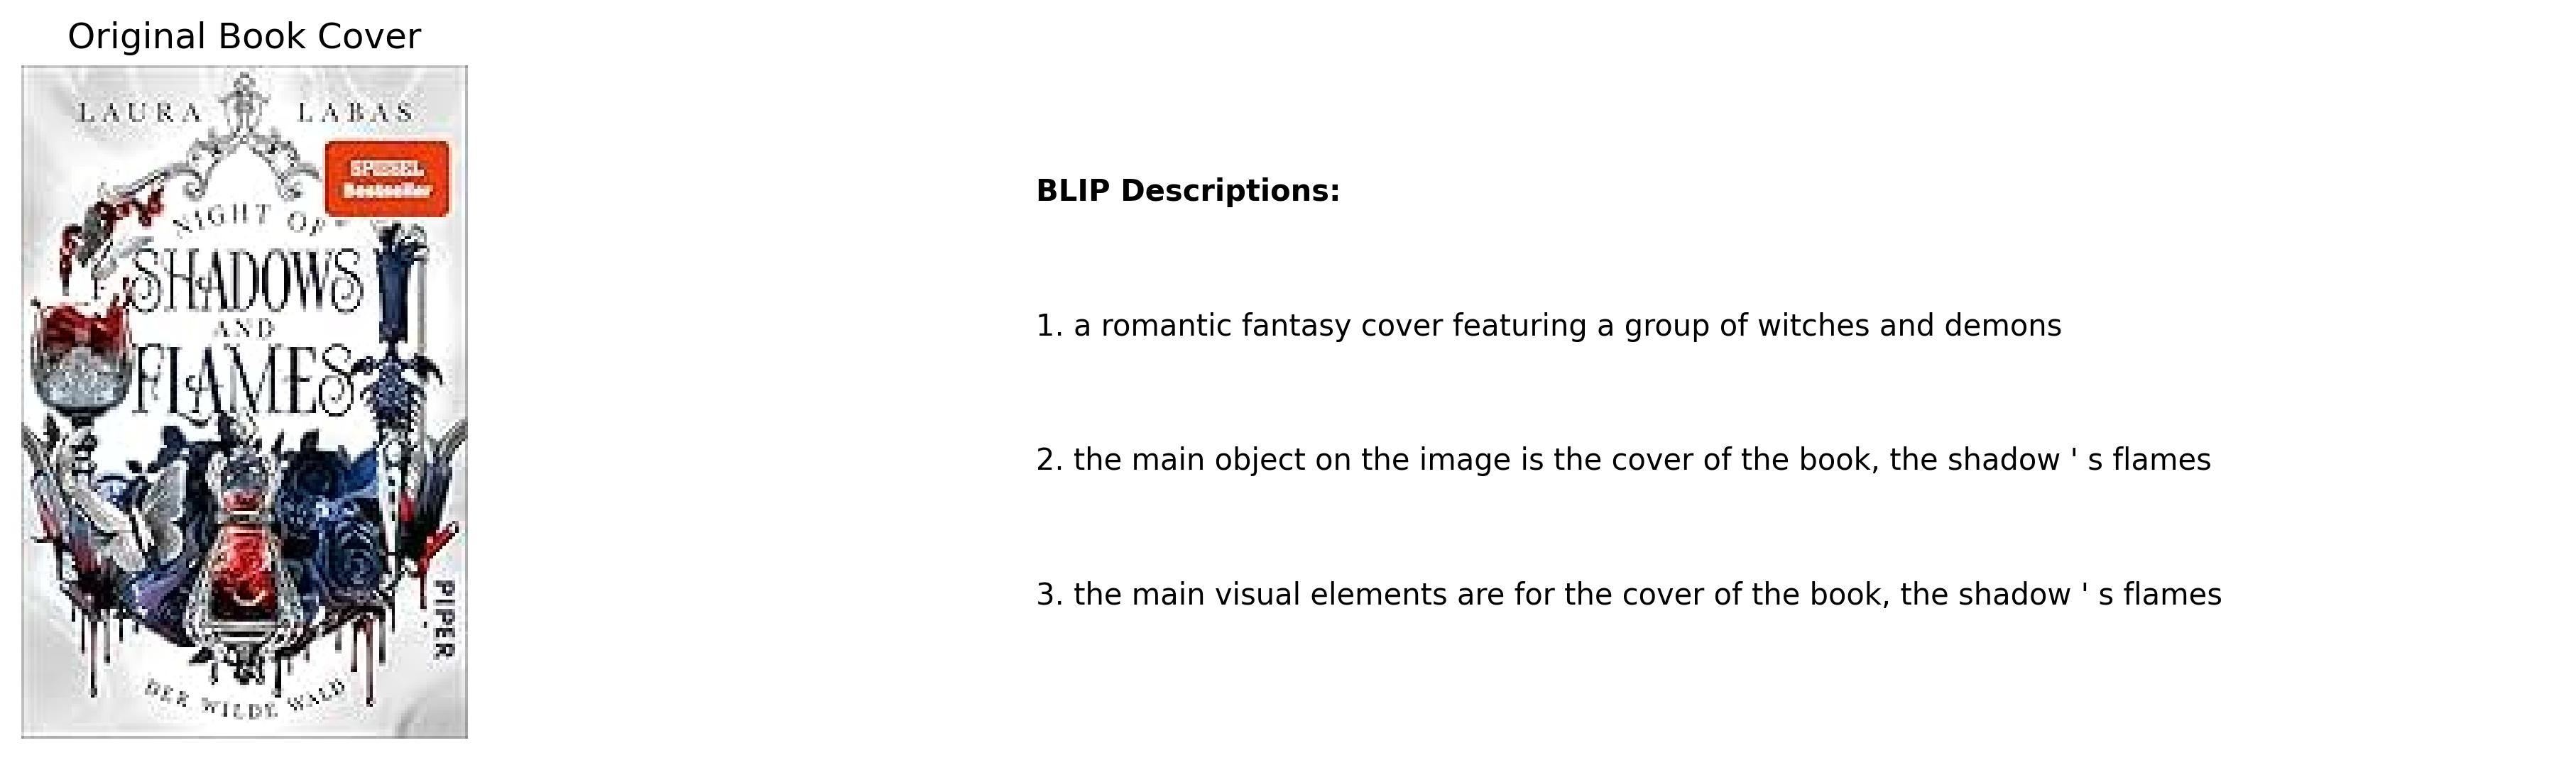 Original Book Cover
LAURA LABAS
SPIEGEL
Bestseller
NIGHT OF
SHADOWS
AND
FLAMES
PIPER
DER WILDE WALD
BLIP Descriptions:
1. a romantic fantasy cover featuring a group of witches and demons
2. the main object on the image is the cover of the book, the shadow ' s flames
3. the main visual elements are for the cover of the book, the shadow ' s flames